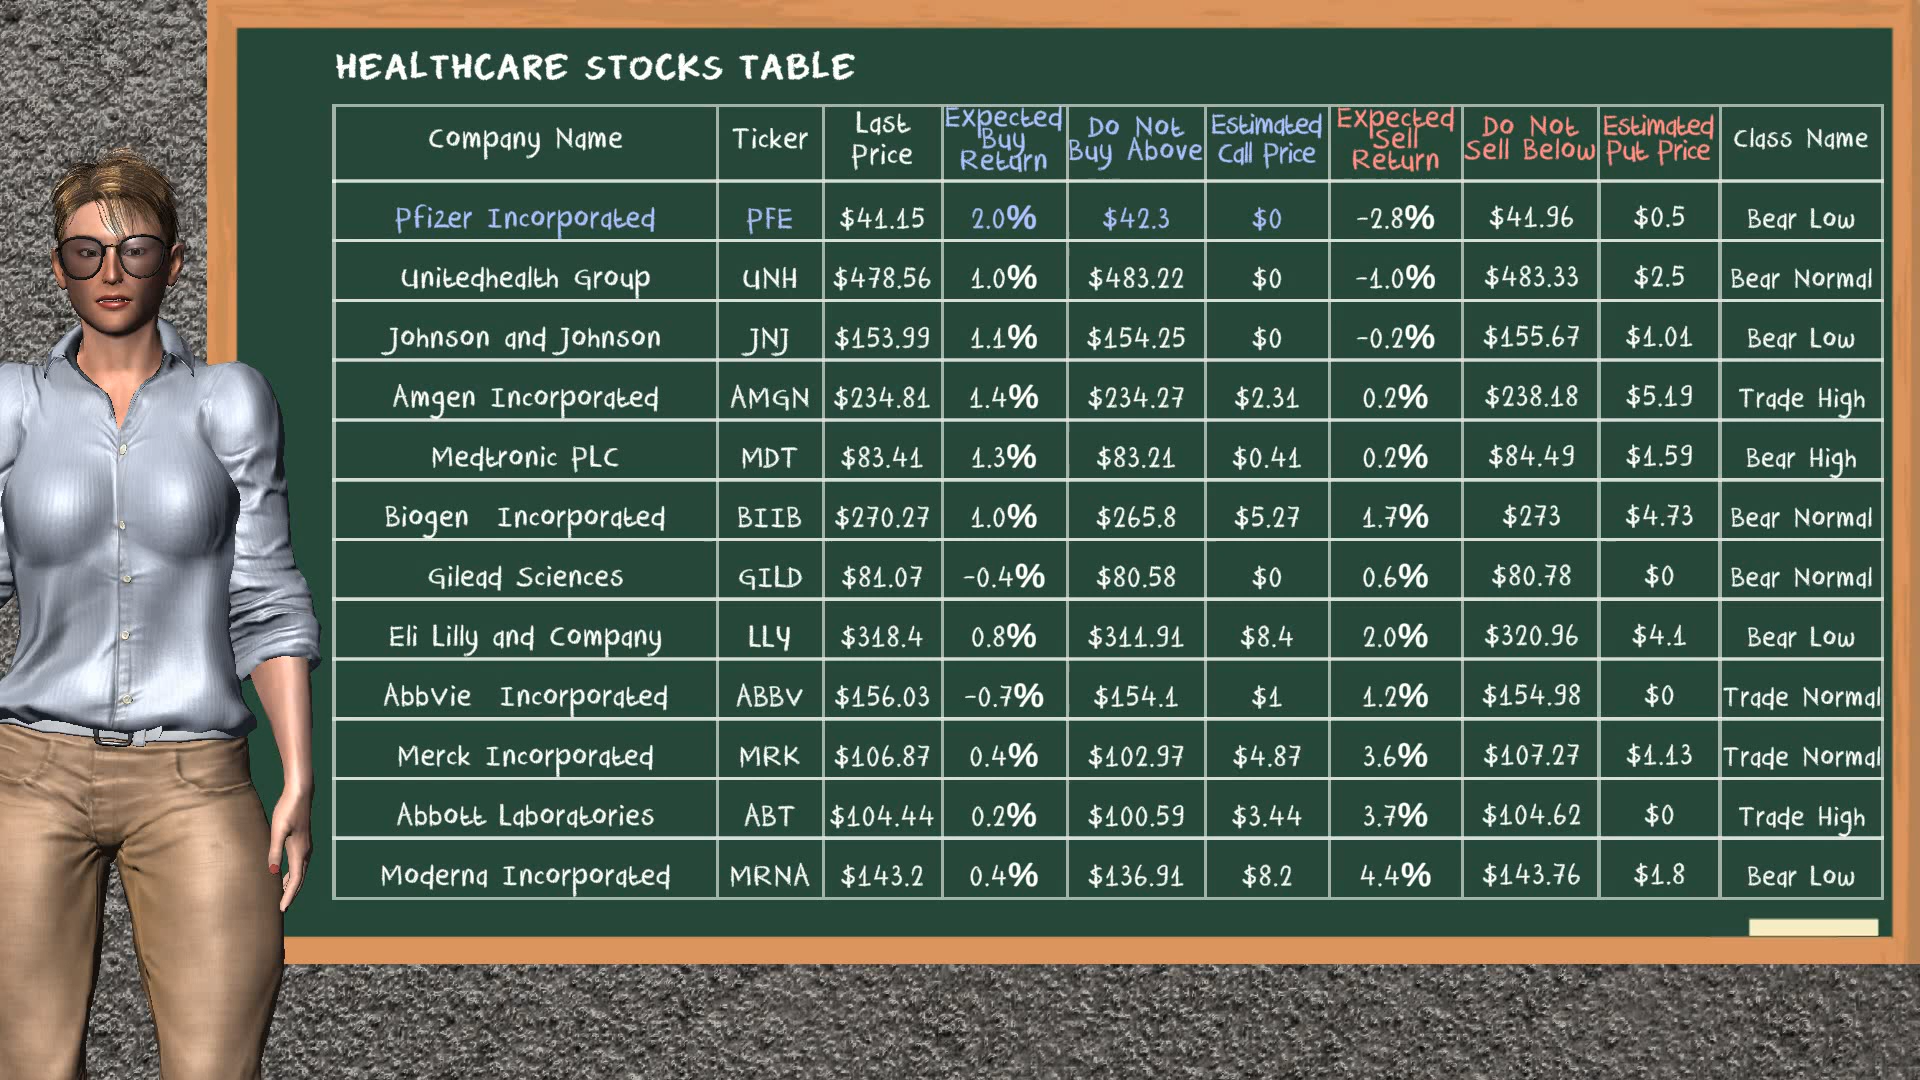 HEALTHCARE STOCKS TABLE
Company Name Ticker Last Price Expected Buy Return Do Not Buy Above Estimated Call Price Expected Sell Return Do Not Sell Below Estimated Put Price Class Name
Pfizer Incorporated PFE $41.15 2.0% $42.3 $0 -2.8% $41.96 $0.5 Bear Low
Unitedhealth Group UNH $478.56 1.0% $483.22 $0 -1.0% $483.33 $2.5 Bear Normal
Johnson and Johnson JNJ $153.99 1.1% $154.25 $0 -0.2% $155.67 $1.01 Bear Low
Amgen Incorporated AMGN $234.81 1.4% $234.27 $2.31 0.2% $238.18 $5.19 Trade High
Medtronic PLC MDT $83.41 1.3% $83.21 $0.41 0.2% $84.49 $1.59 Bear High
Biogen Incorporated BIIB $270.27 1.0% $265.8 $5.27 1.7% $273 $4.73 Bear Normal
Gilead Sciences GILD $81.07 -0.4% $80.58 $0 0.6% $80.78 $0 Bear Normal
Eli Lilly and Company LLY $318.4 0.8% $311.91 $8.4 2.0% $320.96 $4.1 Bear Low
AbbVie Incorporated ABBV $156.03 -0.7% $154.1 $1 1.2% $154.98 $0 Trade Normal
Merck Incorporated MRK $106.87 0.4% $102.97 $4.87 3.6% $107.27 $1.13 Trade Normal
Abbott Laboratories ABT $104.44 0.2% $100.59 $3.44 3.7% $104.62 $0 Trade High
Moderna Incorporated MRNA $143.2 0.4% $136.91 $8.2 4.4% $143.76 $1.8 Bear Low